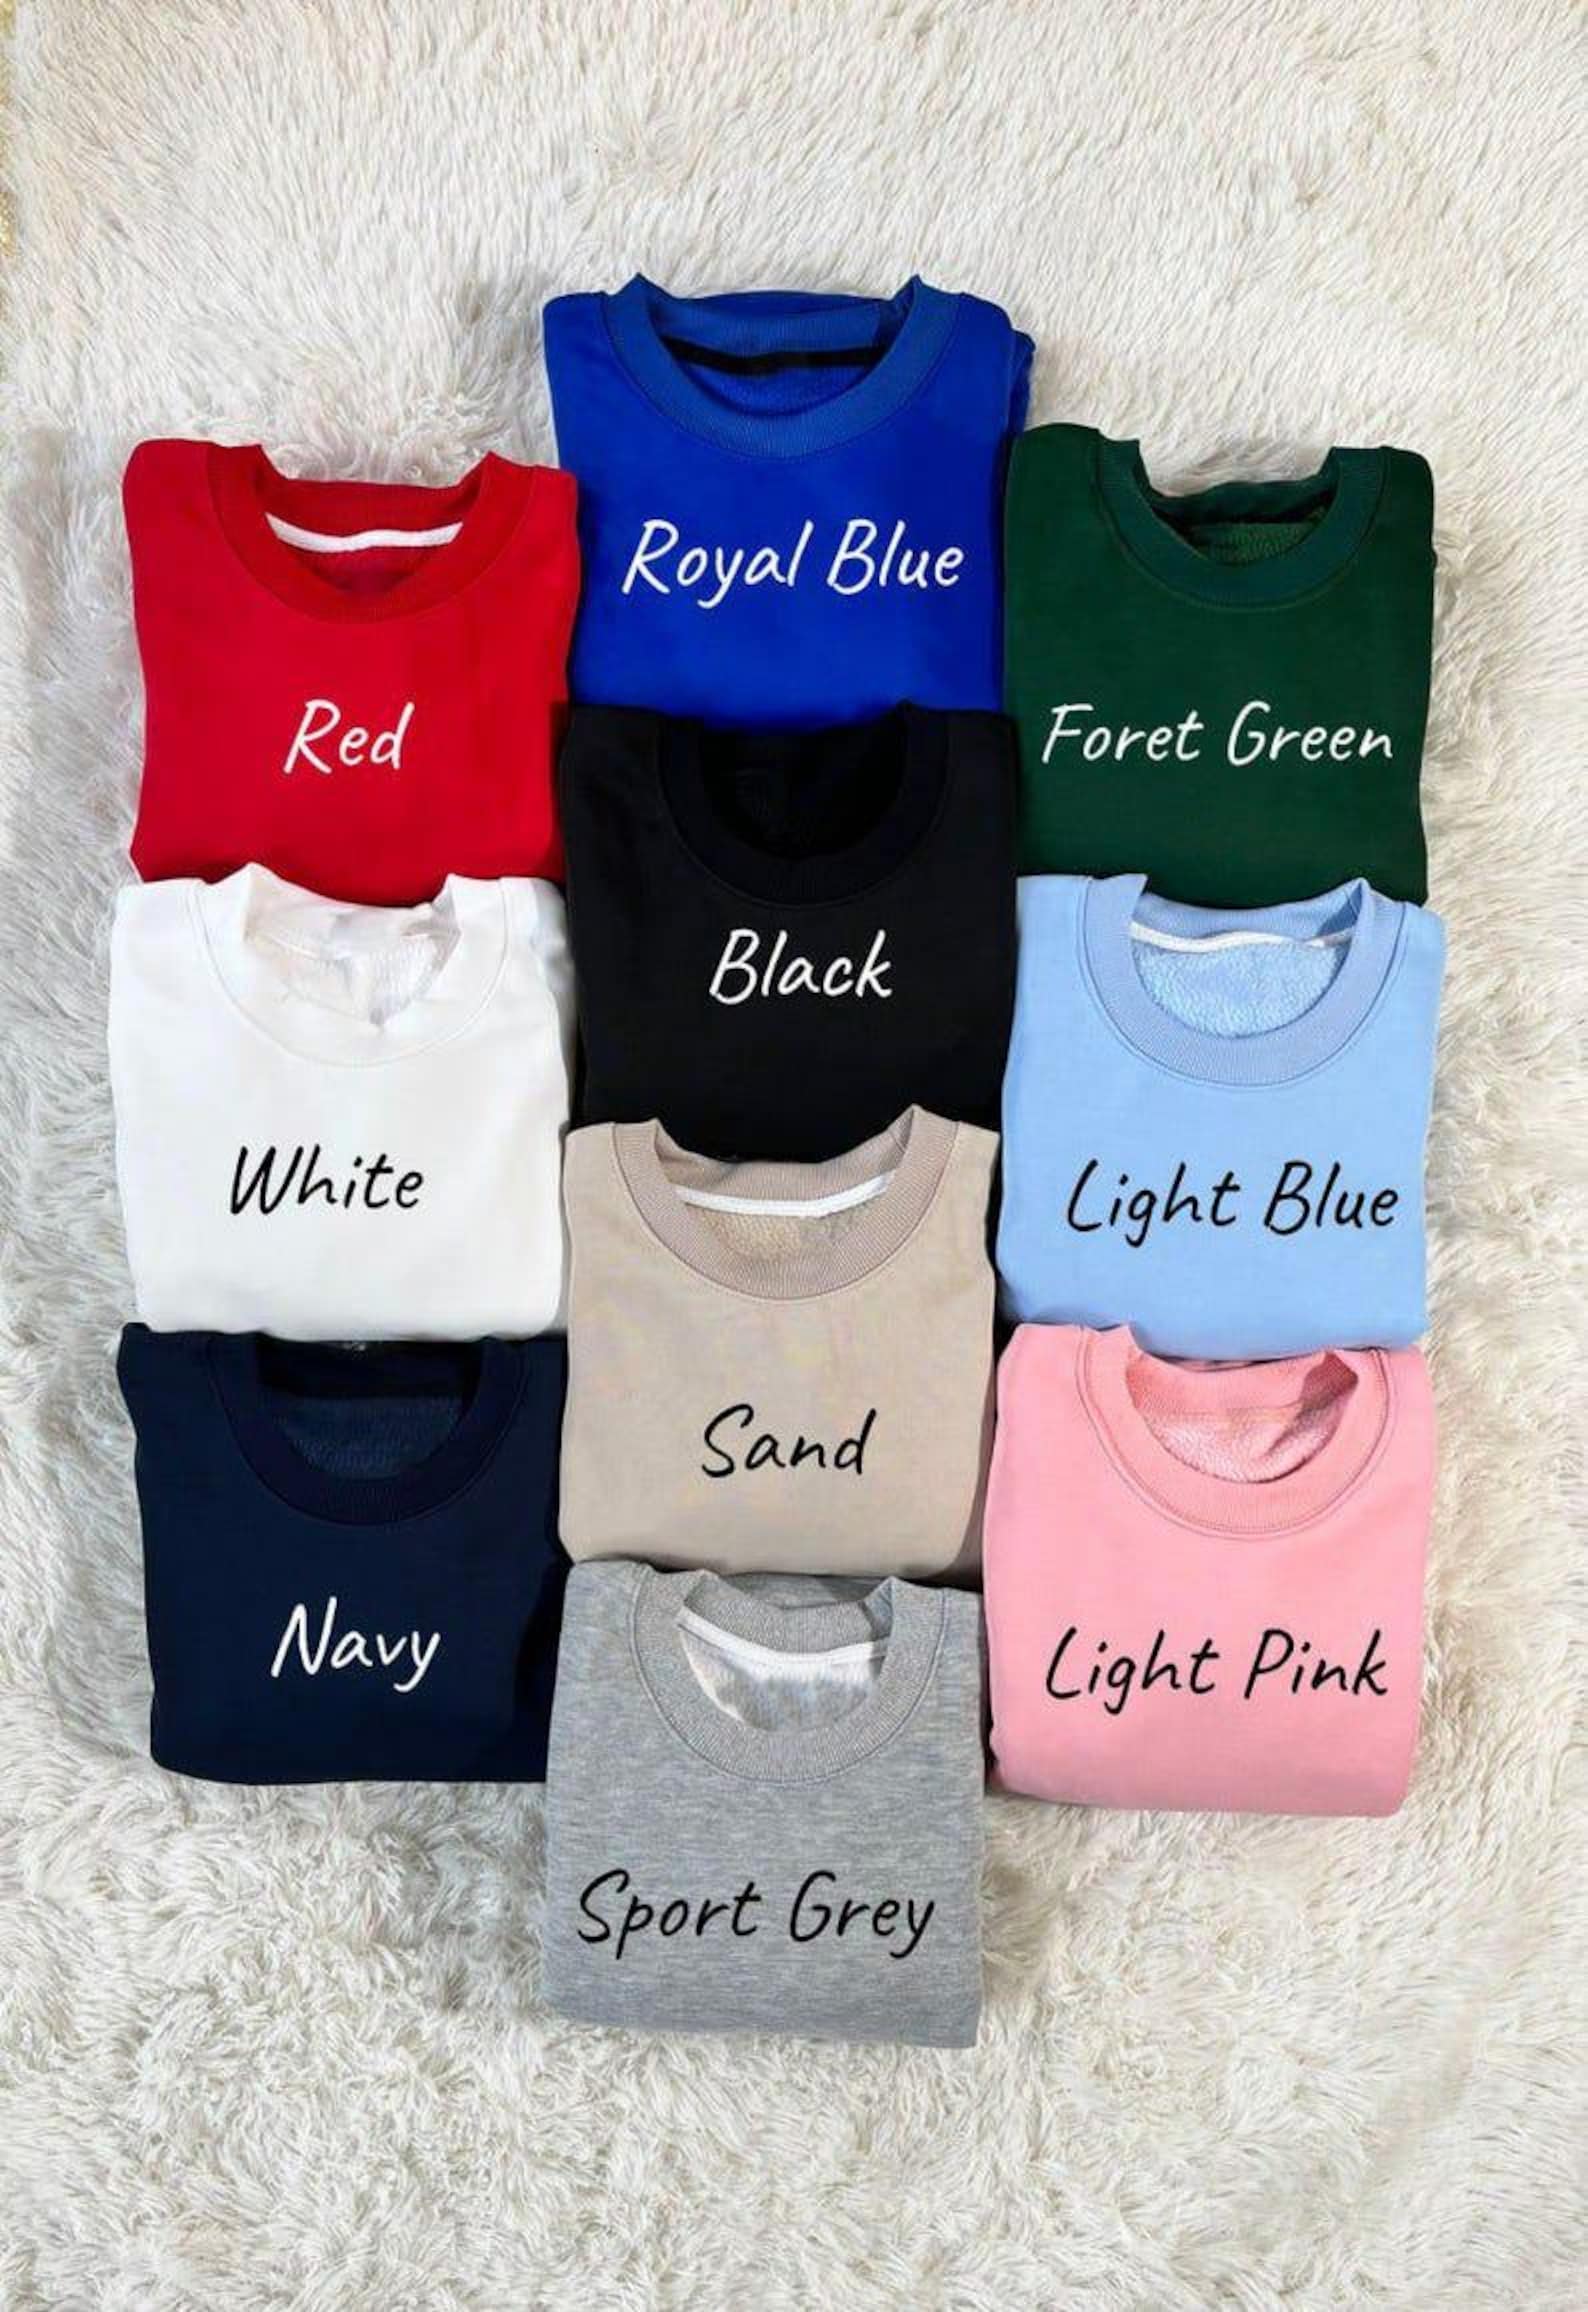 Royal Blue
Red
Foret Green
Black
White
Light Blue
Sand
Navy
Light Pink
Sport Grey